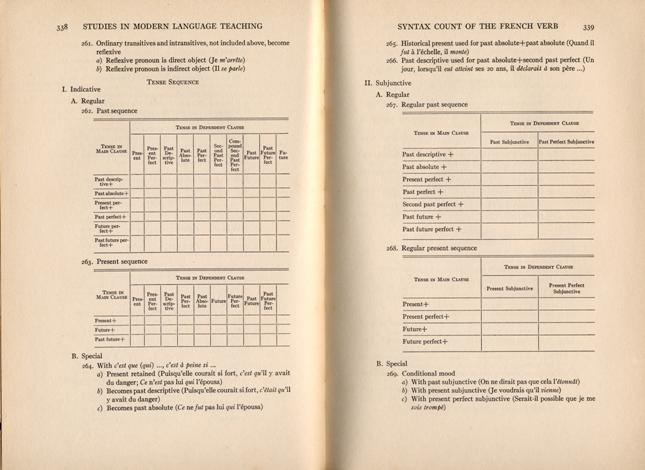 338 STUDIES IN MODERN LANGUAGE TEACHING
261. Ordinary transitives and intransitives, not included above, become
reflexive
a) Reflexive pronoun is direct object (Je m'arrête)
b) Reflexive pronoun is indirect object (Il se parle)
TENSE SEQUENCE
I. Indicative
A. Regular
262. Past sequence
TENSE IN MAIN CLAUSE
TENSE IN DEPENDENT CLAUSE
Present
Present Perfect
Past Descriptive
Past Absolute
Past Perfect
Second Past Perfect
Compound Second Past Perfect
Past Future
Past Future Perfect
Future
Past descrip-
tive+
Past absolute+
Present per-
fect+
Past perfect+
Future per-
fect+
Past future per-
fect+
263. Present sequence
TENSE IN MAIN CLAUSE
TENSE IN DEPENDENT CLAUSE
Present
Present Perfect
Past Descriptive
Past Perfect
Past Absolute
Future
Future Perfect
Past Future
Past Future Perfect
Present+
Future+
Past future+
B. Special
264. With c'est que (qui) ..., c'est à peine si ...
a) Present retained (Puisqu'elle courait si fort, c'est qu'il y avait
du danger; Ce n'est pas lui qui l'épousa)
b) Becomes past descriptive (Puisqu'elle courait si fort, c'était qu'il
y avait du danger)
c) Becomes past absolute (Ce ne fut pas lui qui l'épousa)
SYNTAX COUNT OF THE FRENCH VERB 339
265. Historical present used for past absolute+past absolute (Quand il
fut à l'échelle, il monte)
266. Past descriptive used for past absolute+second past perfect (Un
jour, lorsqu'il eut atteint ses 20 ans, il déclarait à son père ...)
II. Subjunctive
A. Regular
267. Regular past sequence
TENSE IN MAIN CLAUSE
TENSE IN DEPENDENT CLAUSE
Past Subjunctive
Past Perfect Subjunctive
Past descriptive +
Past absolute +
Present perfect +
Past perfect +
Second past perfect +
Past future +
Past future perfect +
268. Regular present sequence
TENSE IN MAIN CLAUSE
TENSE IN DEPENDENT CLAUSE
Present Subjunctive
Present Perfect
Subjunctive
Present+
Present perfect+
Future+
Future perfect+
B. Special
269. Conditional mood
a) With past subjunctive (On ne dirait pas que cela l'étonnât)
b) With present subjunctive (Je voudrais qu'il vienne)
c) With present perfect subjunctive (Serait-il possible que je me
sois trompé)